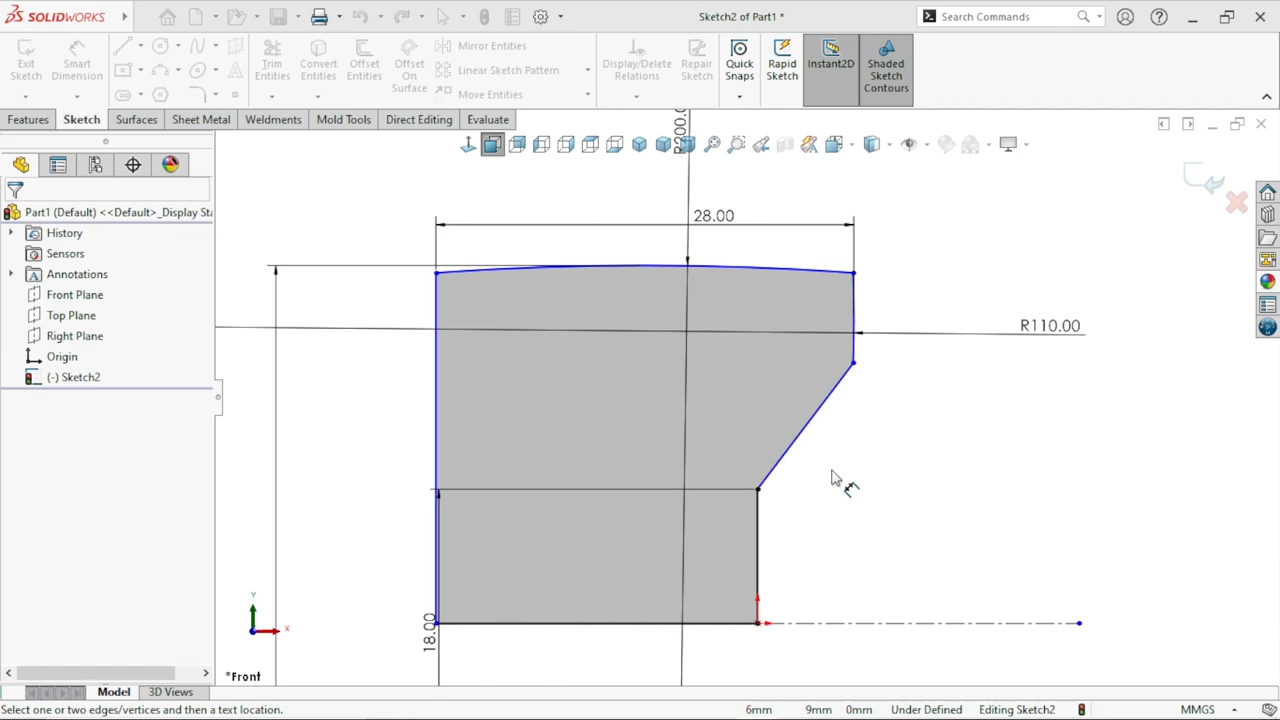 SOLIDWORKS
Sketch2 of Part1 *
Search Commands
Exit Sketch
Smart Dimension
Trim Entities
Convert Entities
Offset Entities
Offset On Surface
Mirror Entities
Linear Sketch Pattern
Move Entities
Display/Delete Relations
Repair Sketch
Quick Snaps
Rapid Sketch
Instant2D
Shaded Sketch Contours
Features
Sketch
Surfaces
Sheet Metal
Weldments
Mold Tools
Direct Editing
Evaluate
Part1 (Default) <<Default>_Display Sta
History
Sensors
Annotations
Front Plane
Top Plane
Right Plane
Origin
(-) Sketch2
R200.0
28.00
R110.00
18.00
Y
X
*Front
Model
3D Views
Select one or two edges/vertices and then a text location.
6mm
9mm
0mm
Under Defined
Editing Sketch2
MMGS